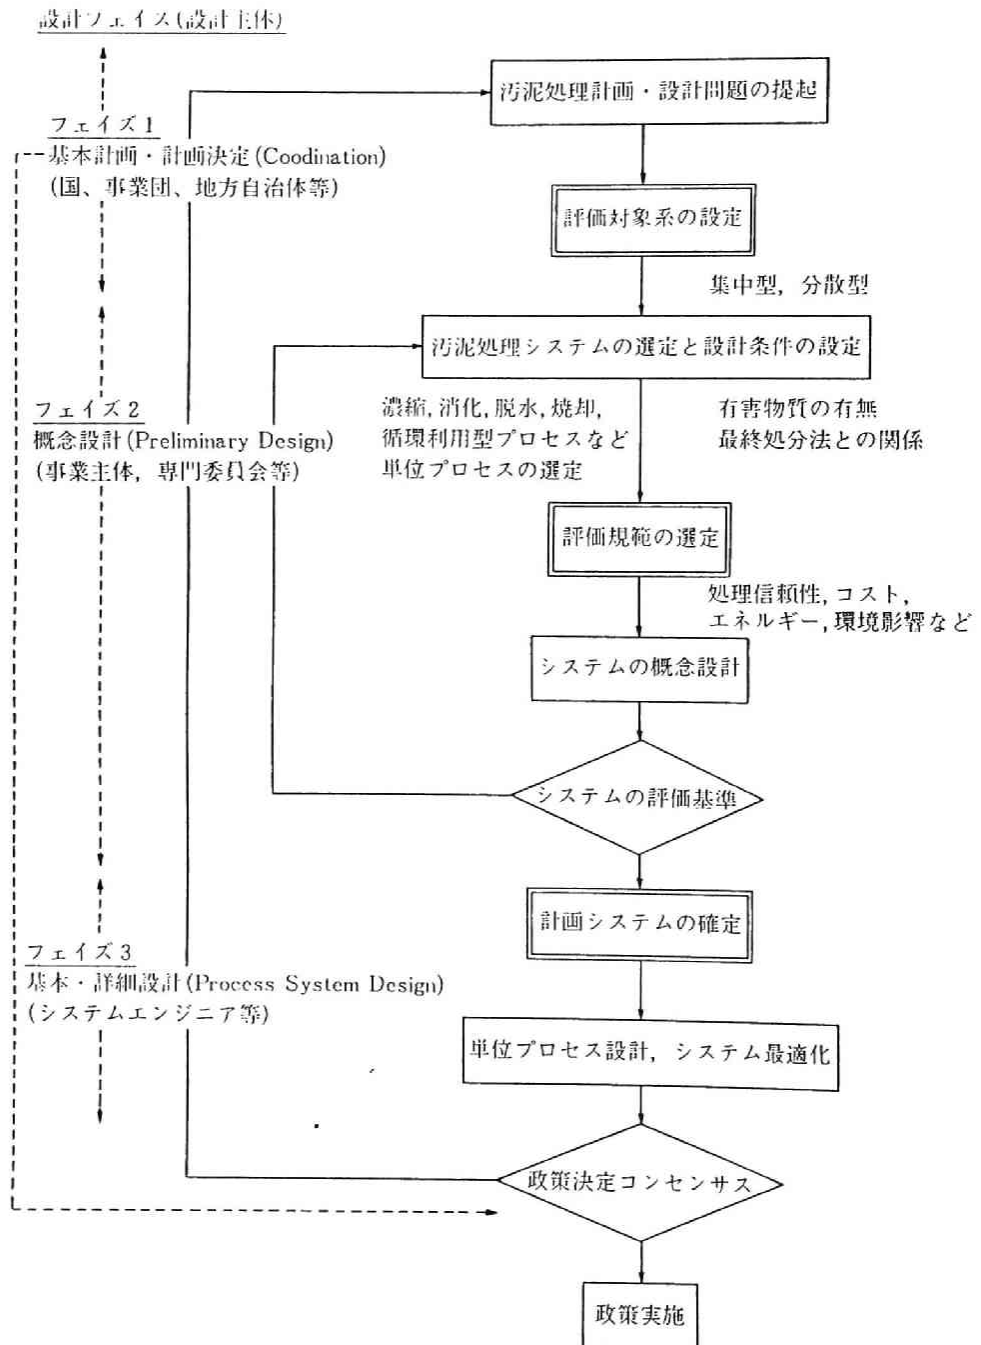 設計フェイス(設計主体)
汚泥処理計画・設計問題の提起
フェイズ1
基本計画・計画決定(Coodination)
(国、事業団、地方自治体等)
評価対象系の設定
集中型, 分散型
汚泥処理システムの選定と設計条件の設定
濃縮,消化,脱水,焼却,
循環利用型プロセスなど
単位プロセスの選定
有害物質の有無
最終処分法との関係
フェイズ2
概念設計(Preliminary Design)
(事業主体, 専門委員会等)
評価規範の選定
処理信頼性,コスト,
エネルギー,環境影響など
システムの概念設計
システムの評価基準
計画システムの確定
フェイズ3
基本・詳細設計(Process System Design)
(システムエンジニア等)
単位プロセス設計, システム最適化
政策決定コンセンサス
政策実施